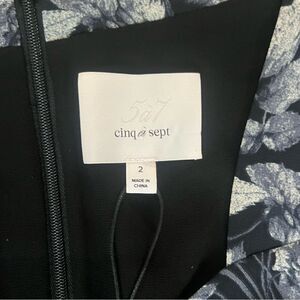 5à7
cinq à sept
2
MADE IN
CHINA